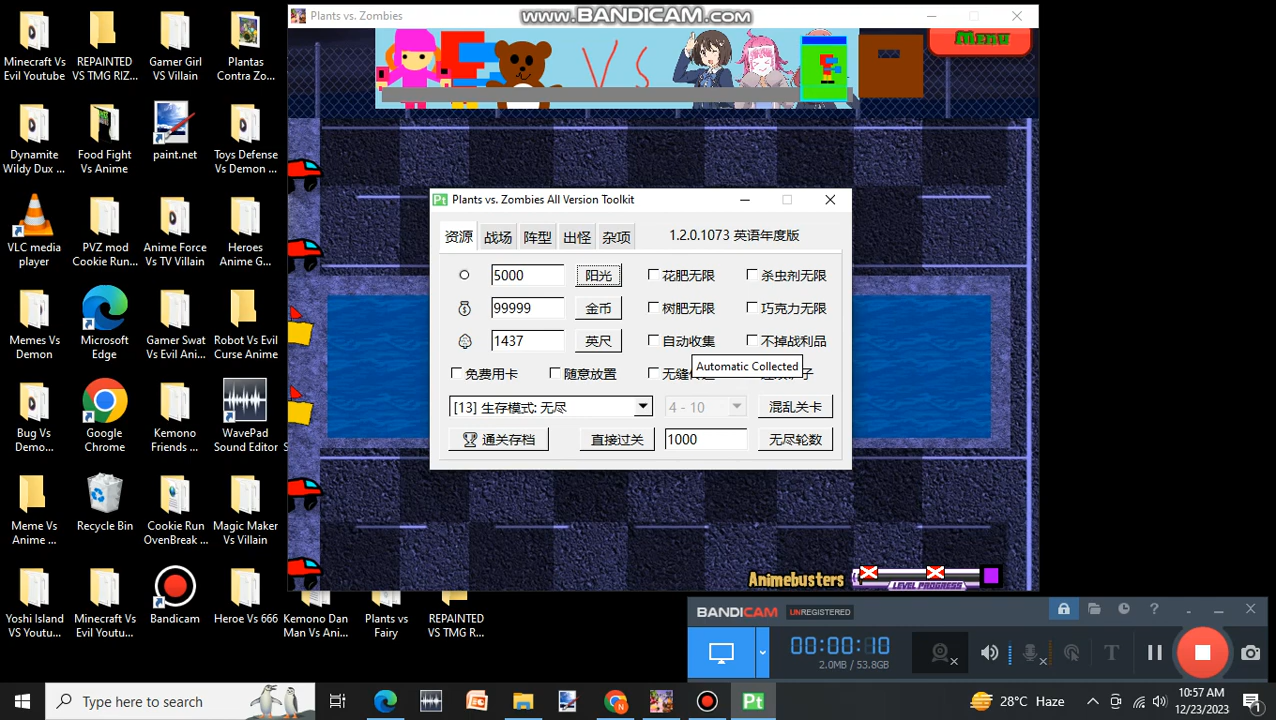 Plants vs. Zombies
www.BANDICAM.com
Minecraft Evil Youtube
REPAINTED VS TMG RIZ...
Gamer Girl VS Villain
Plantas Contra Zo...
VS
Menu
Dynamite Wildy Dux ...
Food Fight Vs Anime
paint.net
Toys Defense Vs Demon ...
Pt Plants vs. Zombies All Version Toolkit
资源 战场 阵型 出怪 杂项 1.2.0.1073 英语年度版
VLC media player
PVZ mod Cookie Run...
Anime Force Vs TV Villain
Heroes Anime G...
5000 阳光 花肥无限 杀虫剂无限
99999 金币 树肥无限 巧克力无限
1437 英尺 自动收集 不掉战利品
Automatic Collected
免费用卡 随意放置 无缝
子
Memes Vs Demon
Microsoft Edge
Gamer Swat Vs Evil Ani...
Robot Vs Evil Curse Anime
[13] 生存模式: 无尽 4 - 10 混乱关卡
通关存档 直接过关 1000 无尽轮数
Bug Vs Demo...
Google Chrome
Kemono Friends ...
WavePad Sound Editor
Meme Vs Anime ...
Recycle Bin
Cookie Run OvenBreak ...
Magic Maker Vs Villain
Animebusters
LEVEL PROGRESS
Yoshi Island VS Youtu...
Minecraft Vs Evil Youtu...
Bandicam
Heroe Vs 666
Kemono Dan Man Vs Ani...
Plants vs Fairy
REPAINTED VS TMG R...
BANDICAM UNREGISTERED
00:00:10
2.0MB / 53.8GB
Type here to search
28°C Haze
10:57 AM
12/23/2023
1